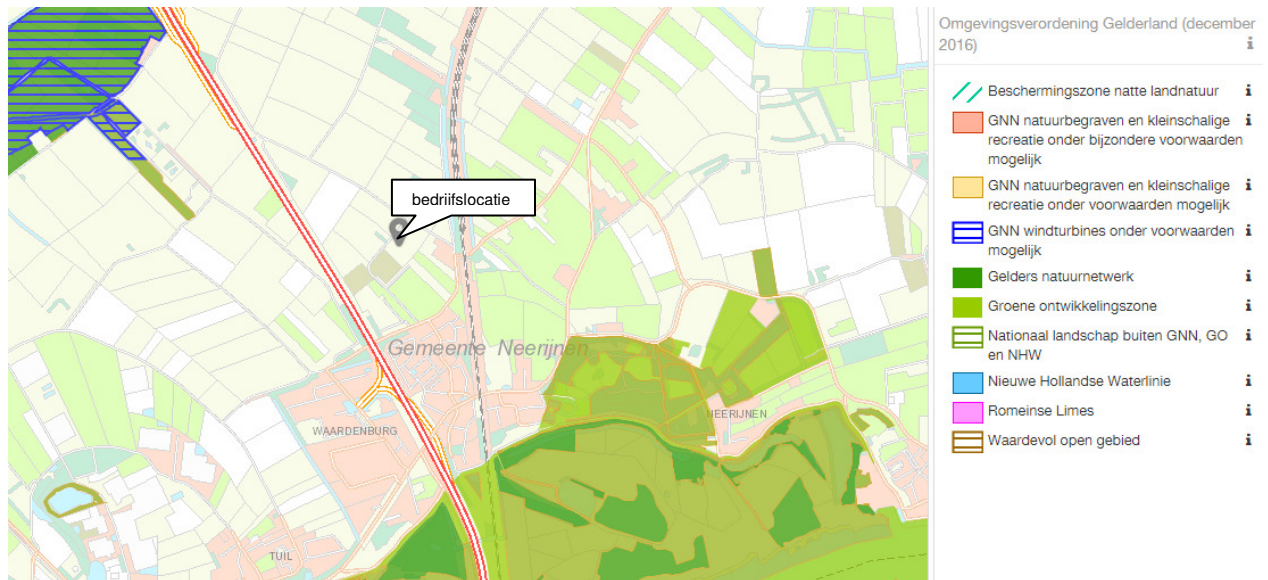 bedrijfslocatie
Gemeente Neerijnen
WAARDENBURG
NEERIJNEN
TUIL
Omgevingsverordening Gelderland (december
2016)
Beschermingszone natte landnatuur
GNN natuurbegraven en kleinschalige
recreatie onder bijzondere voorwaarden
mogelijk
GNN natuurbegraven en kleinschalige
recreatie onder voorwaarden mogelijk
GNN windturbines onder voorwaarden
mogelijk
Gelders natuurnetwerk
Groene ontwikkelingszone
Nationaal landschap buiten GNN, GO
en NHW
Nieuwe Hollandse Waterlinie
Romeinse Limes
Waardevol open gebied